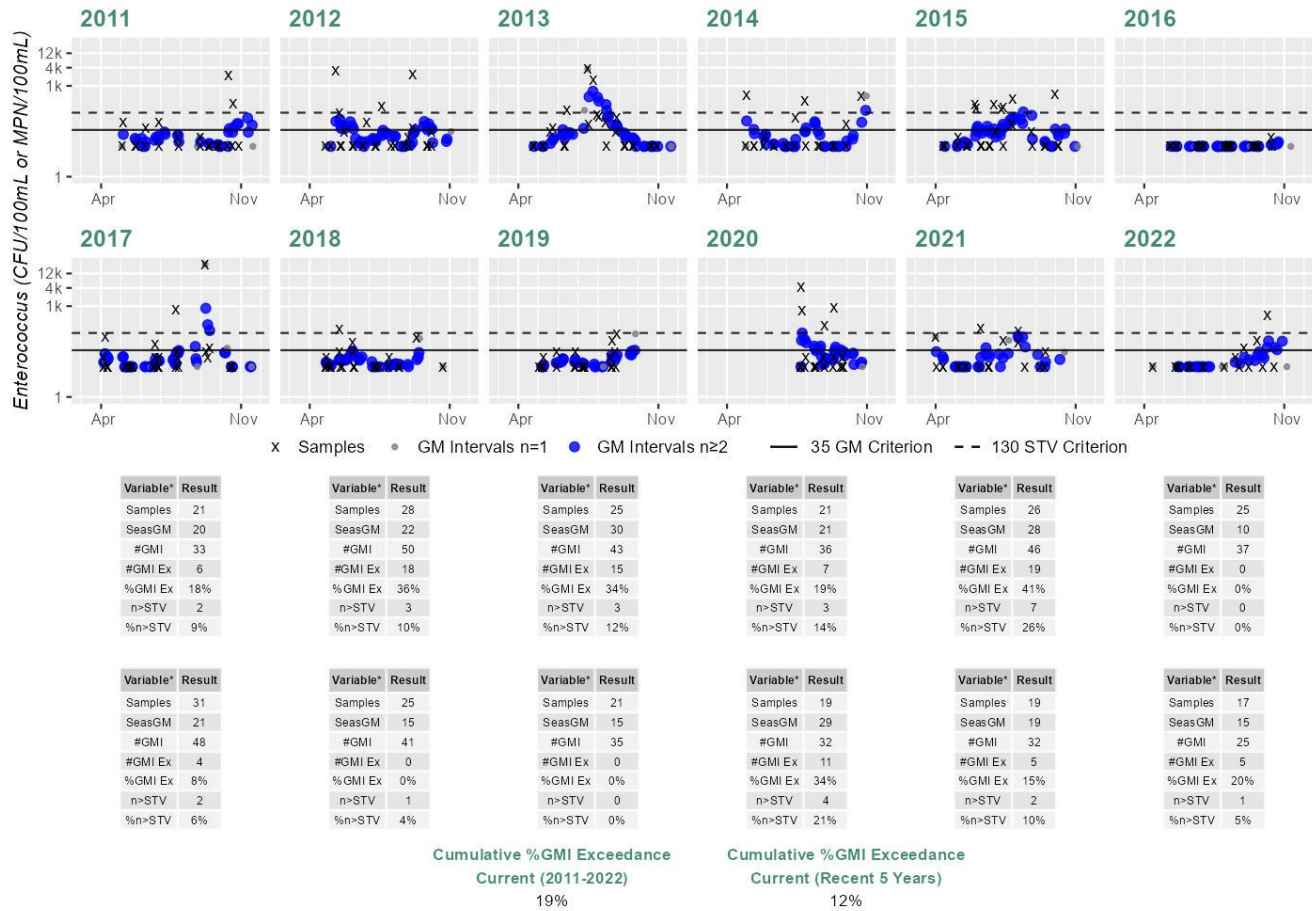 2011 2012 2013 2014 2015 2016
Enterococcus (CFU/100mL or MPN/100mL)
12k
4k
1k
1
Apr Nov Apr Nov Apr Nov Apr Nov Apr Nov Apr Nov
2017 2018 2019 2020 2021 2022
12k
4k
1k
1
Apr Nov Apr Nov Apr Nov Apr Nov Apr Nov Apr Nov
x Samples GM Intervals n=1 GM Intervals n≥2 35 GM Criterion 130 STV Criterion
Variable* Result Variable* Result Variable* Result Variable* Result Variable* Result Variable* Result
Samples 21 Samples 28 Samples 25 Samples 21 Samples 26 Samples 25
SeasGM 20 SeasGM 22 SeasGM 30 SeasGM 21 SeasGM 28 SeasGM 10
#GMI 33 #GMI 50 #GMI 43 #GMI 36 #GMI 46 #GMI 37
#GMI Ex 6 #GMI Ex 18 #GMI Ex 15 #GMI Ex 7 #GMI Ex 19 #GMI Ex 0
%GMI Ex 18% %GMI Ex 36% %GMI Ex 34% %GMI Ex 19% %GMI Ex 41% %GMI Ex 0%
n>STV 2 n>STV 3 n>STV 3 n>STV 3 n>STV 7 n>STV 0
%n>STV 9% %n>STV 10% %n>STV 12% %n>STV 14% %n>STV 26% %n>STV 0%
Variable* Result Variable* Result Variable* Result Variable* Result Variable* Result Variable* Result
Samples 31 Samples 25 Samples 21 Samples 19 Samples 19 Samples 17
SeasGM 21 SeasGM 15 SeasGM 15 SeasGM 29 SeasGM 19 SeasGM 15
#GMI 48 #GMI 41 #GMI 35 #GMI 32 #GMI 32 #GMI 25
#GMI Ex 4 #GMI Ex 0 #GMI Ex 0 #GMI Ex 11 #GMI Ex 5 #GMI Ex 5
%GMI Ex 8% %GMI Ex 0% %GMI Ex 0% %GMI Ex 34% %GMI Ex 15% %GMI Ex 20%
n>STV 2 n>STV 1 n>STV 0 n>STV 4 n>STV 2 n>STV 1
%n>STV 6% %n>STV 4% %n>STV 0% %n>STV 21% %n>STV 10% %n>STV 5%
Cumulative %GMI Exceedance Cumulative %GMI Exceedance
Current (2011-2022) Current (Recent 5 Years)
19% 12%